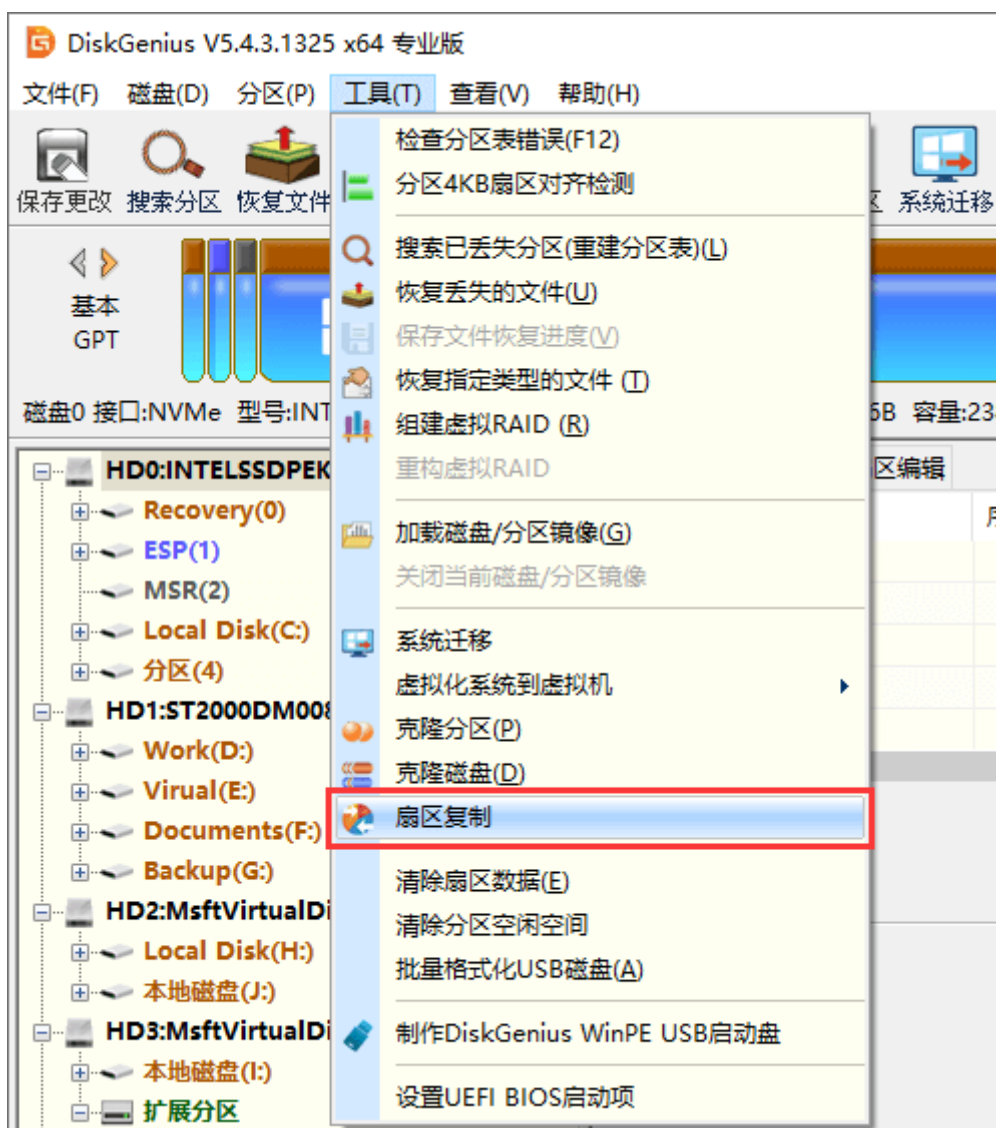 DiskGenius V5.4.3.1325 x64 专业版
文件(F) 磁盘(D) 分区(P) 工具(T) 查看(V) 帮助(H)
保存更改 搜索分区 恢复文件 系统迁移
基本
GPT
磁盘0 接口:NVMe 型号:INT
容量:23
区编辑
HD0:INTELSSDPEK
Recovery(0)
ESP(1)
MSR(2)
Local Disk(C:)
分区(4)
HD1:ST2000DM008
Work(D:)
Virual(E:)
Documents(F:)
Backup(G:)
HD2:MsftVirtualDi
Local Disk(H:)
本地磁盘(J:)
HD3:MsftVirtualDi
本地磁盘(I:)
扩展分区
检查分区表错误(F12)
分区4KB扇区对齐检测
搜索已丢失分区(重建分区表)(L)
恢复丢失的文件(U)
保存文件恢复进度(V)
恢复指定类型的文件 (T)
组建虚拟RAID (R)
重构虚拟RAID
加载磁盘/分区镜像(G)
关闭当前磁盘/分区镜像
系统迁移
虚拟化系统到虚拟机
克隆分区(P)
克隆磁盘(D)
扇区复制
清除扇区数据(E)
清除分区空闲空间
批量格式化USB磁盘(A)
制作DiskGenius WinPE USB启动盘
设置UEFI BIOS启动项